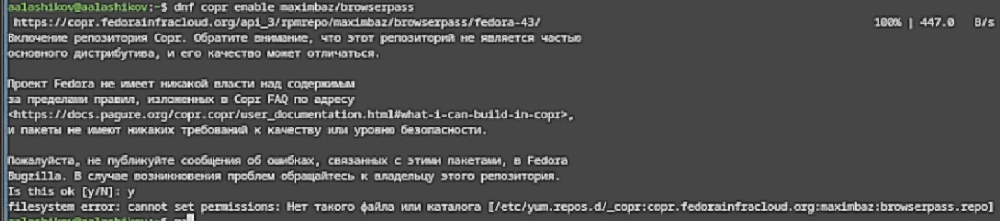 aalashikov@aalashikov:~$ dnf copr enable maximbaz/browserpass
https://copr.fedorainfracloud.org/api_3/rpmrepo/maximbaz/browserpass/fedora-43/ 100% | 447.0 B/s
Включение репозитория Copr. Обратите внимание, что этот репозиторий не является частью
основного дистрибутива, и его качество может отличаться.
Проект Fedora не имеет никакой власти над содержимым
за пределами правил, изложенных в Copr FAQ по адресу
<https://docs.pagure.org/copr.copr/user_documentation.html#what-i-can-build-in-copr>,
и пакеты не имеют никаких требований к качеству или уровню безопасности.
Пожалуйста, не публикуйте сообщения об ошибках, связанных с этими пакетами, в Fedora
Bugzilla. В случае возникновения проблем обращайтесь к владельцу этого репозитория.
Is this ok [y/N]: y
filesystem error: cannot set permissions: Нет такого файла или каталога [/etc/yum.repos.d/_copr:copr.fedorainfracloud.org:maximbaz:browserpass.repo]
aalashikov@aalashikov:~$